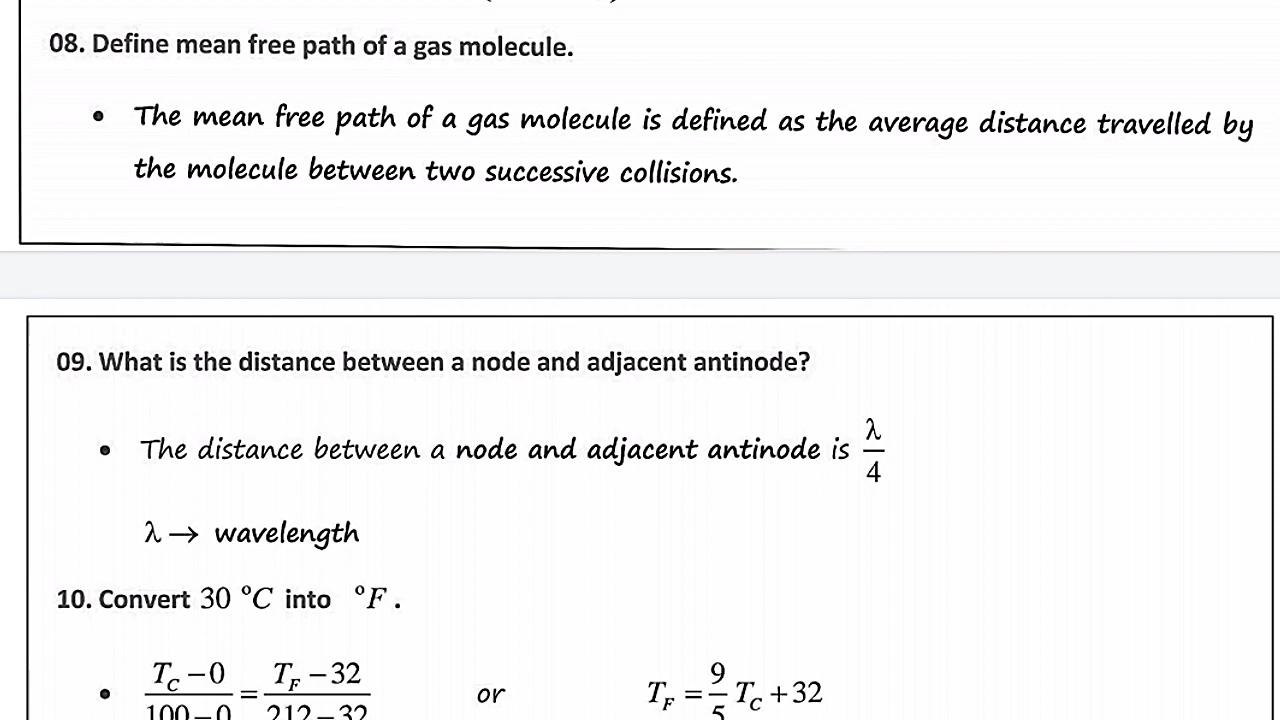 08. Define mean free path of a gas molecule.
• The mean free path of a gas molecule is defined as the average distance travelled by
the molecule between two successive collisions.
09. What is the distance between a node and adjacent antinode?
• The distance between a node and adjacent antinode is λ/4
λ → wavelength
10. Convert 30 °C into °F.
• (T_C − 0)/(100 − 0) = (T_F − 32)/(212 − 32) or T_F = 9/5 T_C + 32